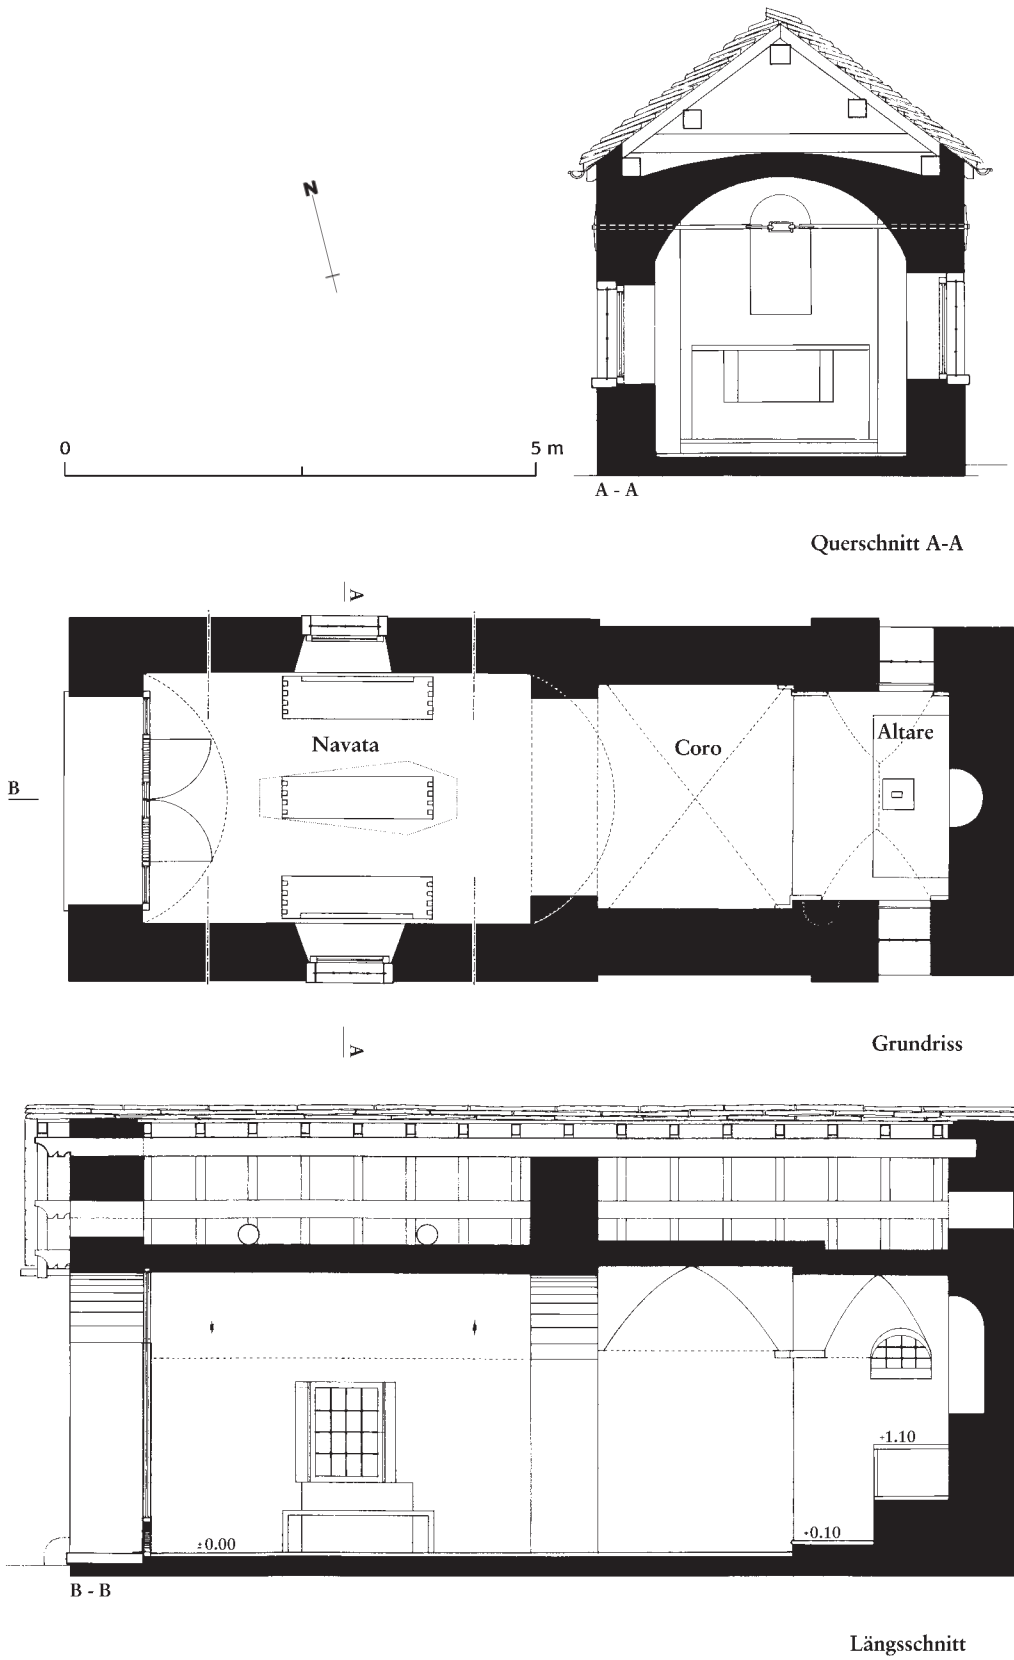 N
0 5 m
A - A
Querschnitt A-A
A
Navata
Coro
Altare
B
A
Grundriss
+1.10
+0.10
±0.00
B - B
Längsschnitt